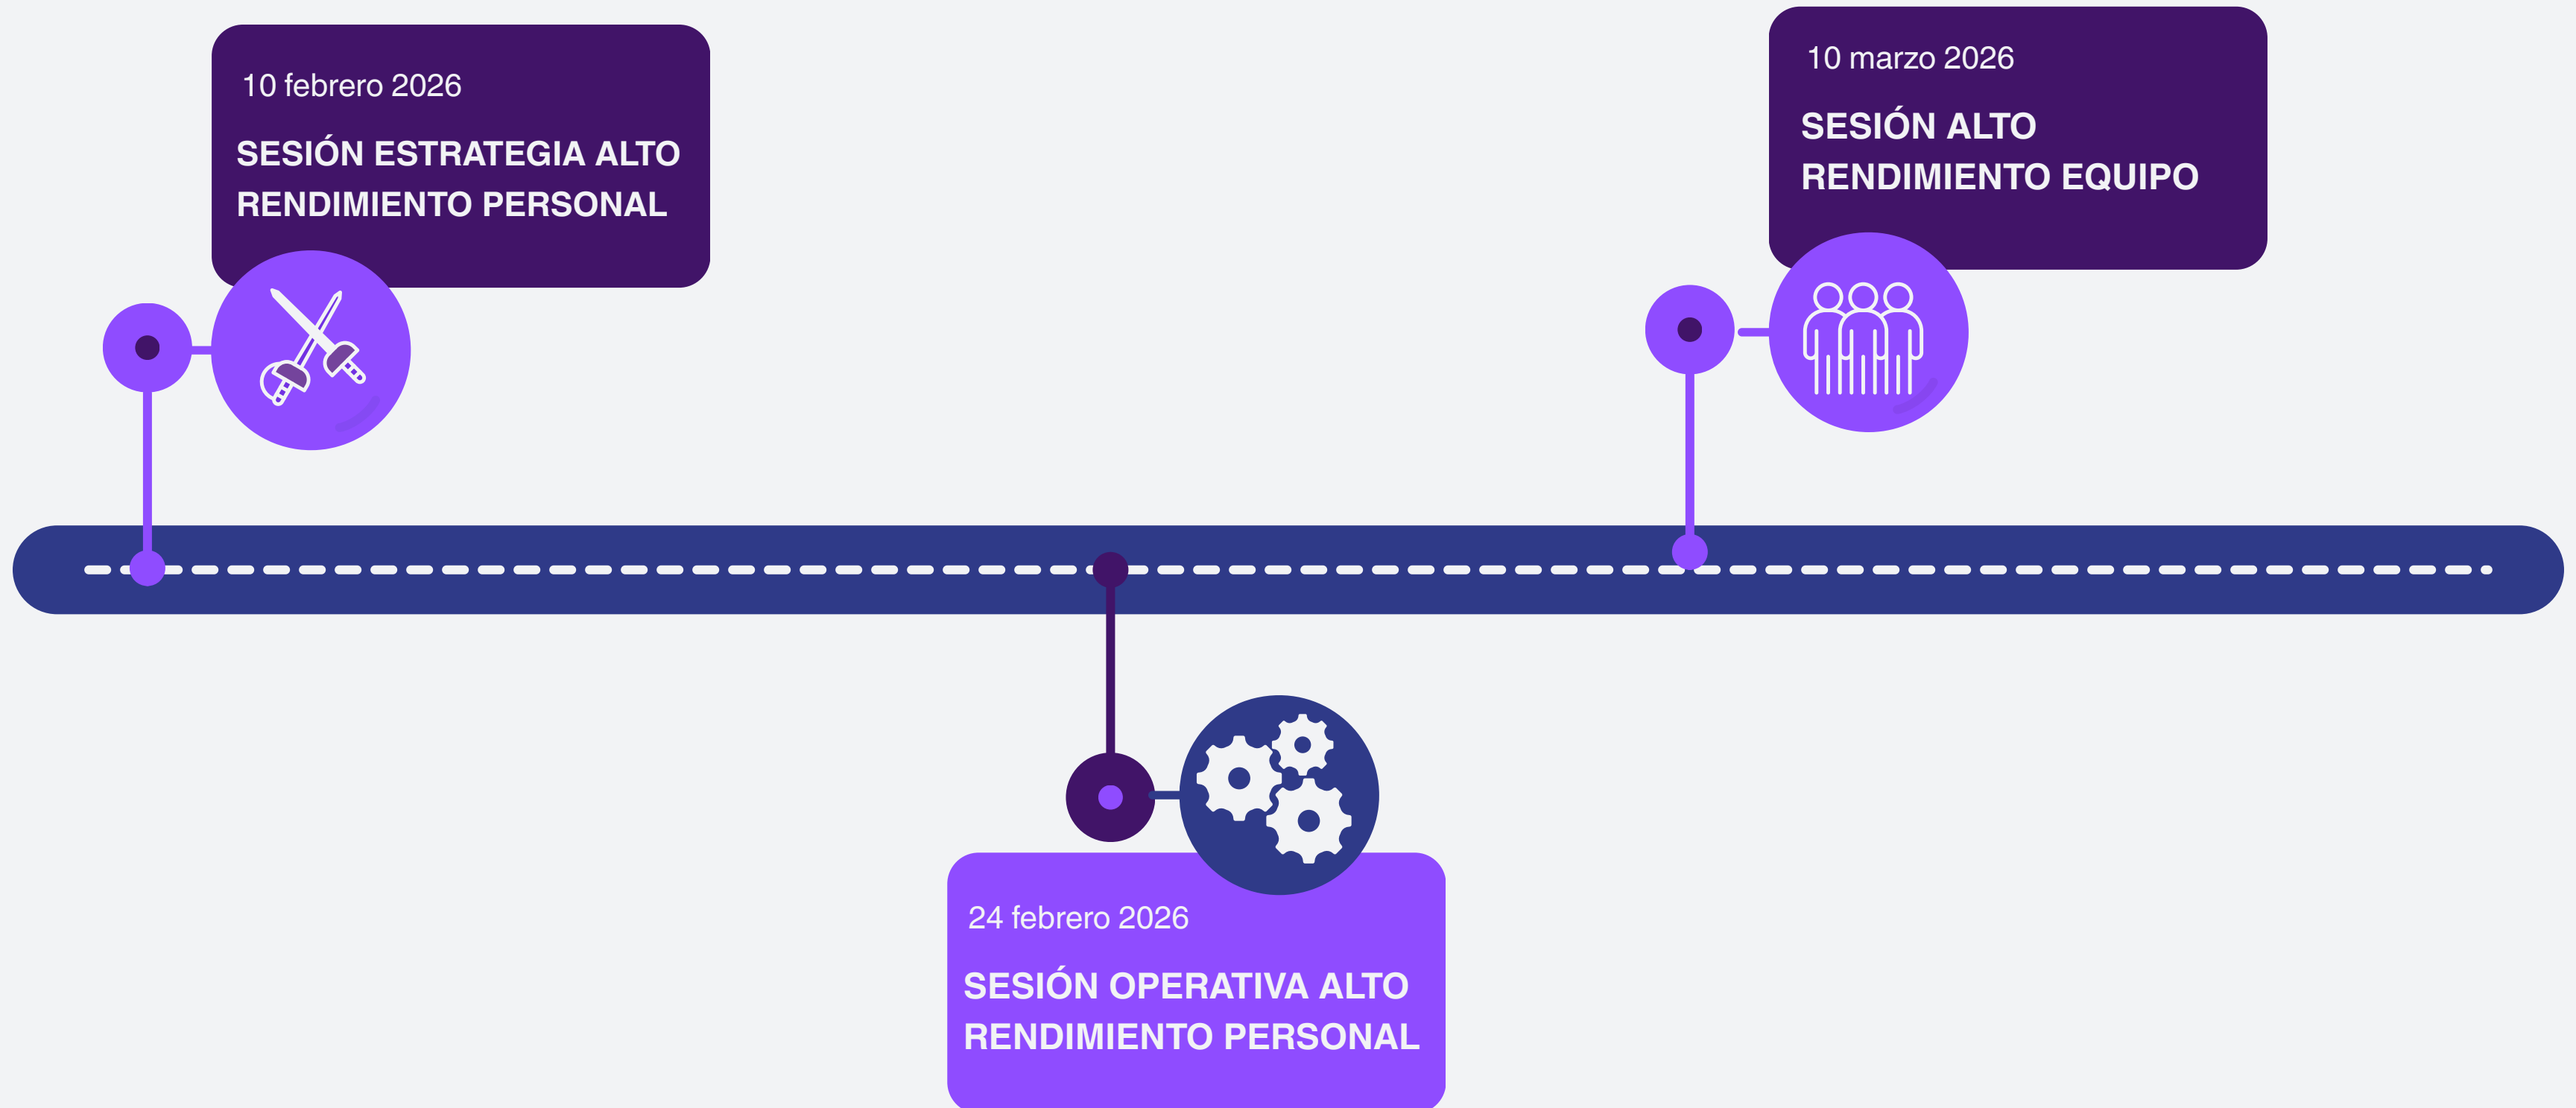 10 febrero 2026
SESIÓN ESTRATEGIA ALTO
RENDIMIENTO PERSONAL
10 marzo 2026
SESIÓN ALTO
RENDIMIENTO EQUIPO
24 febrero 2026
SESIÓN OPERATIVA ALTO
RENDIMIENTO PERSONAL